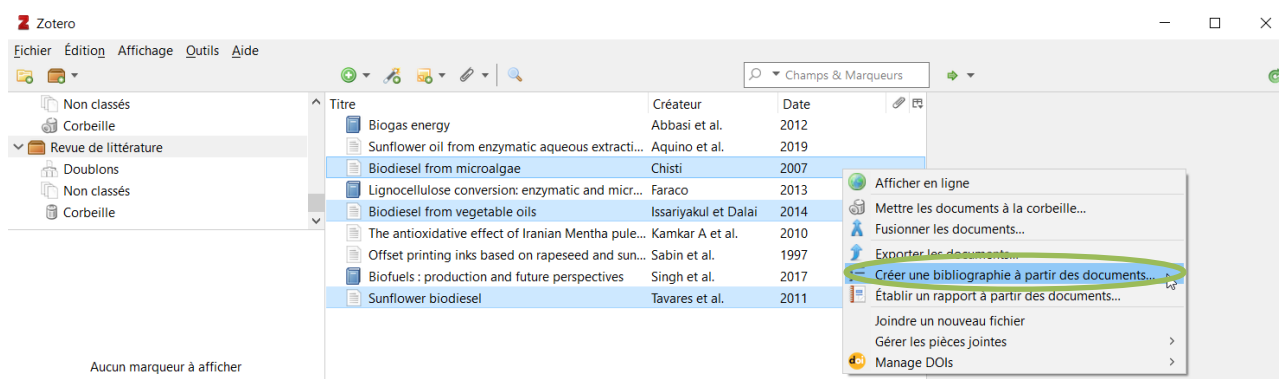 Zotero
Fichier Édition Affichage Outils Aide
Champs & Marqueurs
Non classés
Corbeille
Revue de littérature
Doublons
Non classés
Corbeille
Aucun marqueur à afficher
Titre Créateur Date
Biogas energy Abbasi et al. 2012
Sunflower oil from enzymatic aqueous extracti... Aquino et al. 2019
Biodiesel from microalgae Chisti 2007
Lignocellulose conversion: enzymatic and micr... Faraco 2013
Biodiesel from vegetable oils Issariyakul et Dalai 2014
The antioxidative effect of Iranian Mentha pule... Kamkar A et al. 2010
Offset printing inks based on rapeseed and sun... Sabin et al. 1997
Biofuels : production and future perspectives Singh et al. 2017
Sunflower biodiesel Tavares et al. 2011
Afficher en ligne
Mettre les documents à la corbeille...
Fusionner les documents...
Exporter les documents...
Créer une bibliographie à partir des documents...
Établir un rapport à partir des documents...
Joindre un nouveau fichier
Gérer les pièces jointes
doi Manage DOIs